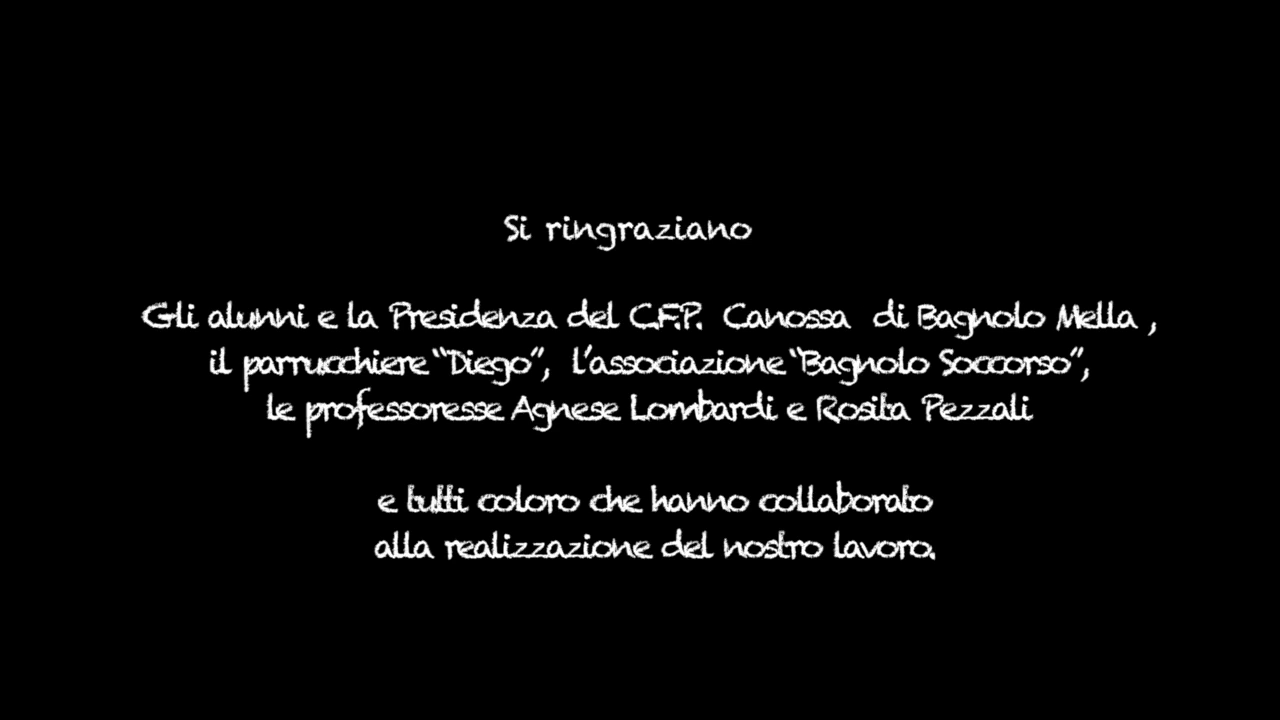 Si ringraziano
Gli alunni e la Presidenza del C.F.P. Canossa di Bagnolo Mella ,
il parrucchiere “Diego”, l’associazione “Bagnolo Soccorso”,
le professoresse Agnese Lombardi e Rosita Pezzali
e tutti coloro che hanno collaborato
alla realizzazione del nostro lavoro.